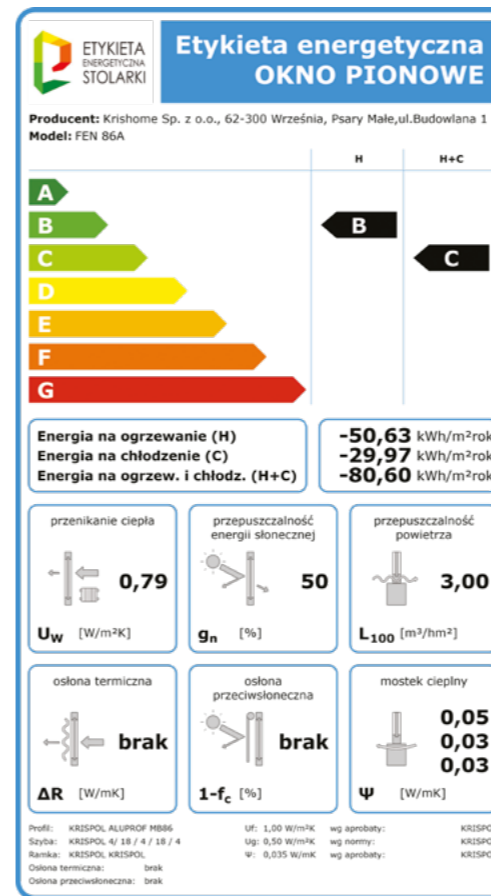 ETYKIETA
ENERGETYCZNA
STOLARKI
Etykieta energetyczna
OKNO PIONOWE
Producent: Krishome Sp. z o.o., 62-300 Września, Psary Małe,ul.Budowlana 1
Model: FEN 86A
H H+C
A
B B
C C
D
E
F
G
Energia na ogrzewanie (H) -50,63 kWh/m²rok
Energia na chłodzenie (C) -29,97 kWh/m²rok
Energia na ogrzew. i chłodz. (H+C) -80,60 kWh/m²rok
przenikanie ciepła
0,79
Uw [W/m²K]
przepuszczalność
energii słonecznej
50
gn [%]
przepuszczalność
powietrza
3,00
L100 [m³/hm²]
osłona termiczna
brak
ΔR [W/mK]
osłona
przeciwsłoneczna
brak
1-fc [%]
mostek cieplny
0,05
0,03
0,03
Ψ [W/mK]
Profil: KRISPOL ALUPROF MB86 Uf: 1,00 W/m²K wg aprobaty: KRISPO
Szyba: KRISPOL 4/ 18 / 4 / 18 / 4 Ug: 0,50 W/m²K wg normy: KRISPO
Ramka: KRISPOL KRISPOL Ψ: 0,035 W/mK wg aprobaty: KRISPO
Osłona termiczna: brak
Osłona przeciwsłoneczna: brak